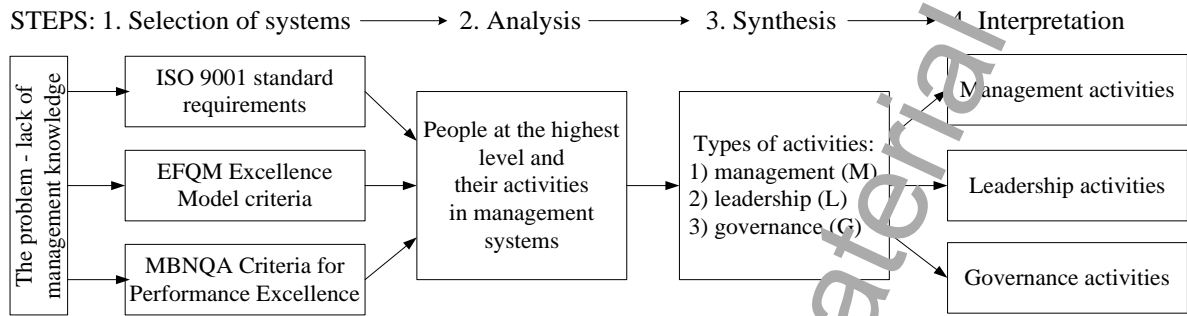 STEPS: 1. Selection of systems 2. Analysis 3. Synthesis 4. Interpretation
The problem - lack of
management knowledge
ISO 9001 standard
requirements
EFQM Excellence
Model criteria
MBNQA Criteria for
Performance Excellence
People at the highest
level and
their activities
in management
systems
Types of activities:
1) management (M)
2) leadership (L)
3) governance (G)
Management activities
Leadership activities
Governance activities
aterial